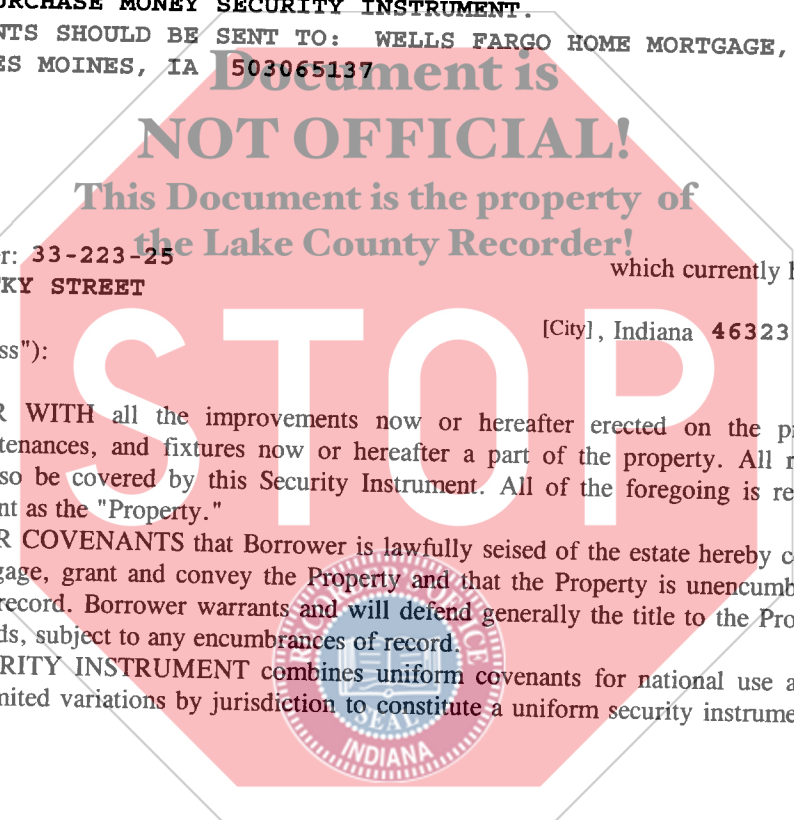 URCHASE MONEY SECURITY INSTRUMENT.
NTS SHOULD BE SENT TO: WELLS FARGO HOME MORTGAGE,
ES MOINES, IA 503065137
Document is
NOT OFFICIAL!
This Document is the property of
the Lake County Recorder!
r: 33-223-25
which currently h
KY STREET
[City], Indiana 46323
ss"):
STOP
R WITH all the improvements now or hereafter erected on the p
tenances, and fixtures now or hereafter a part of the property. All r
so be covered by this Security Instrument. All of the foregoing is re
nt as the "Property."
R COVENANTS that Borrower is lawfully seised of the estate hereby c
gage, grant and convey the Property and that the Property is unencumb
record. Borrower warrants and will defend generally the title to the Pro
ds, subject to any encumbrances of record.
RITY INSTRUMENT combines uniform covenants for national use a
mited variations by jurisdiction to constitute a uniform security instrume
SEAL
INDIANA